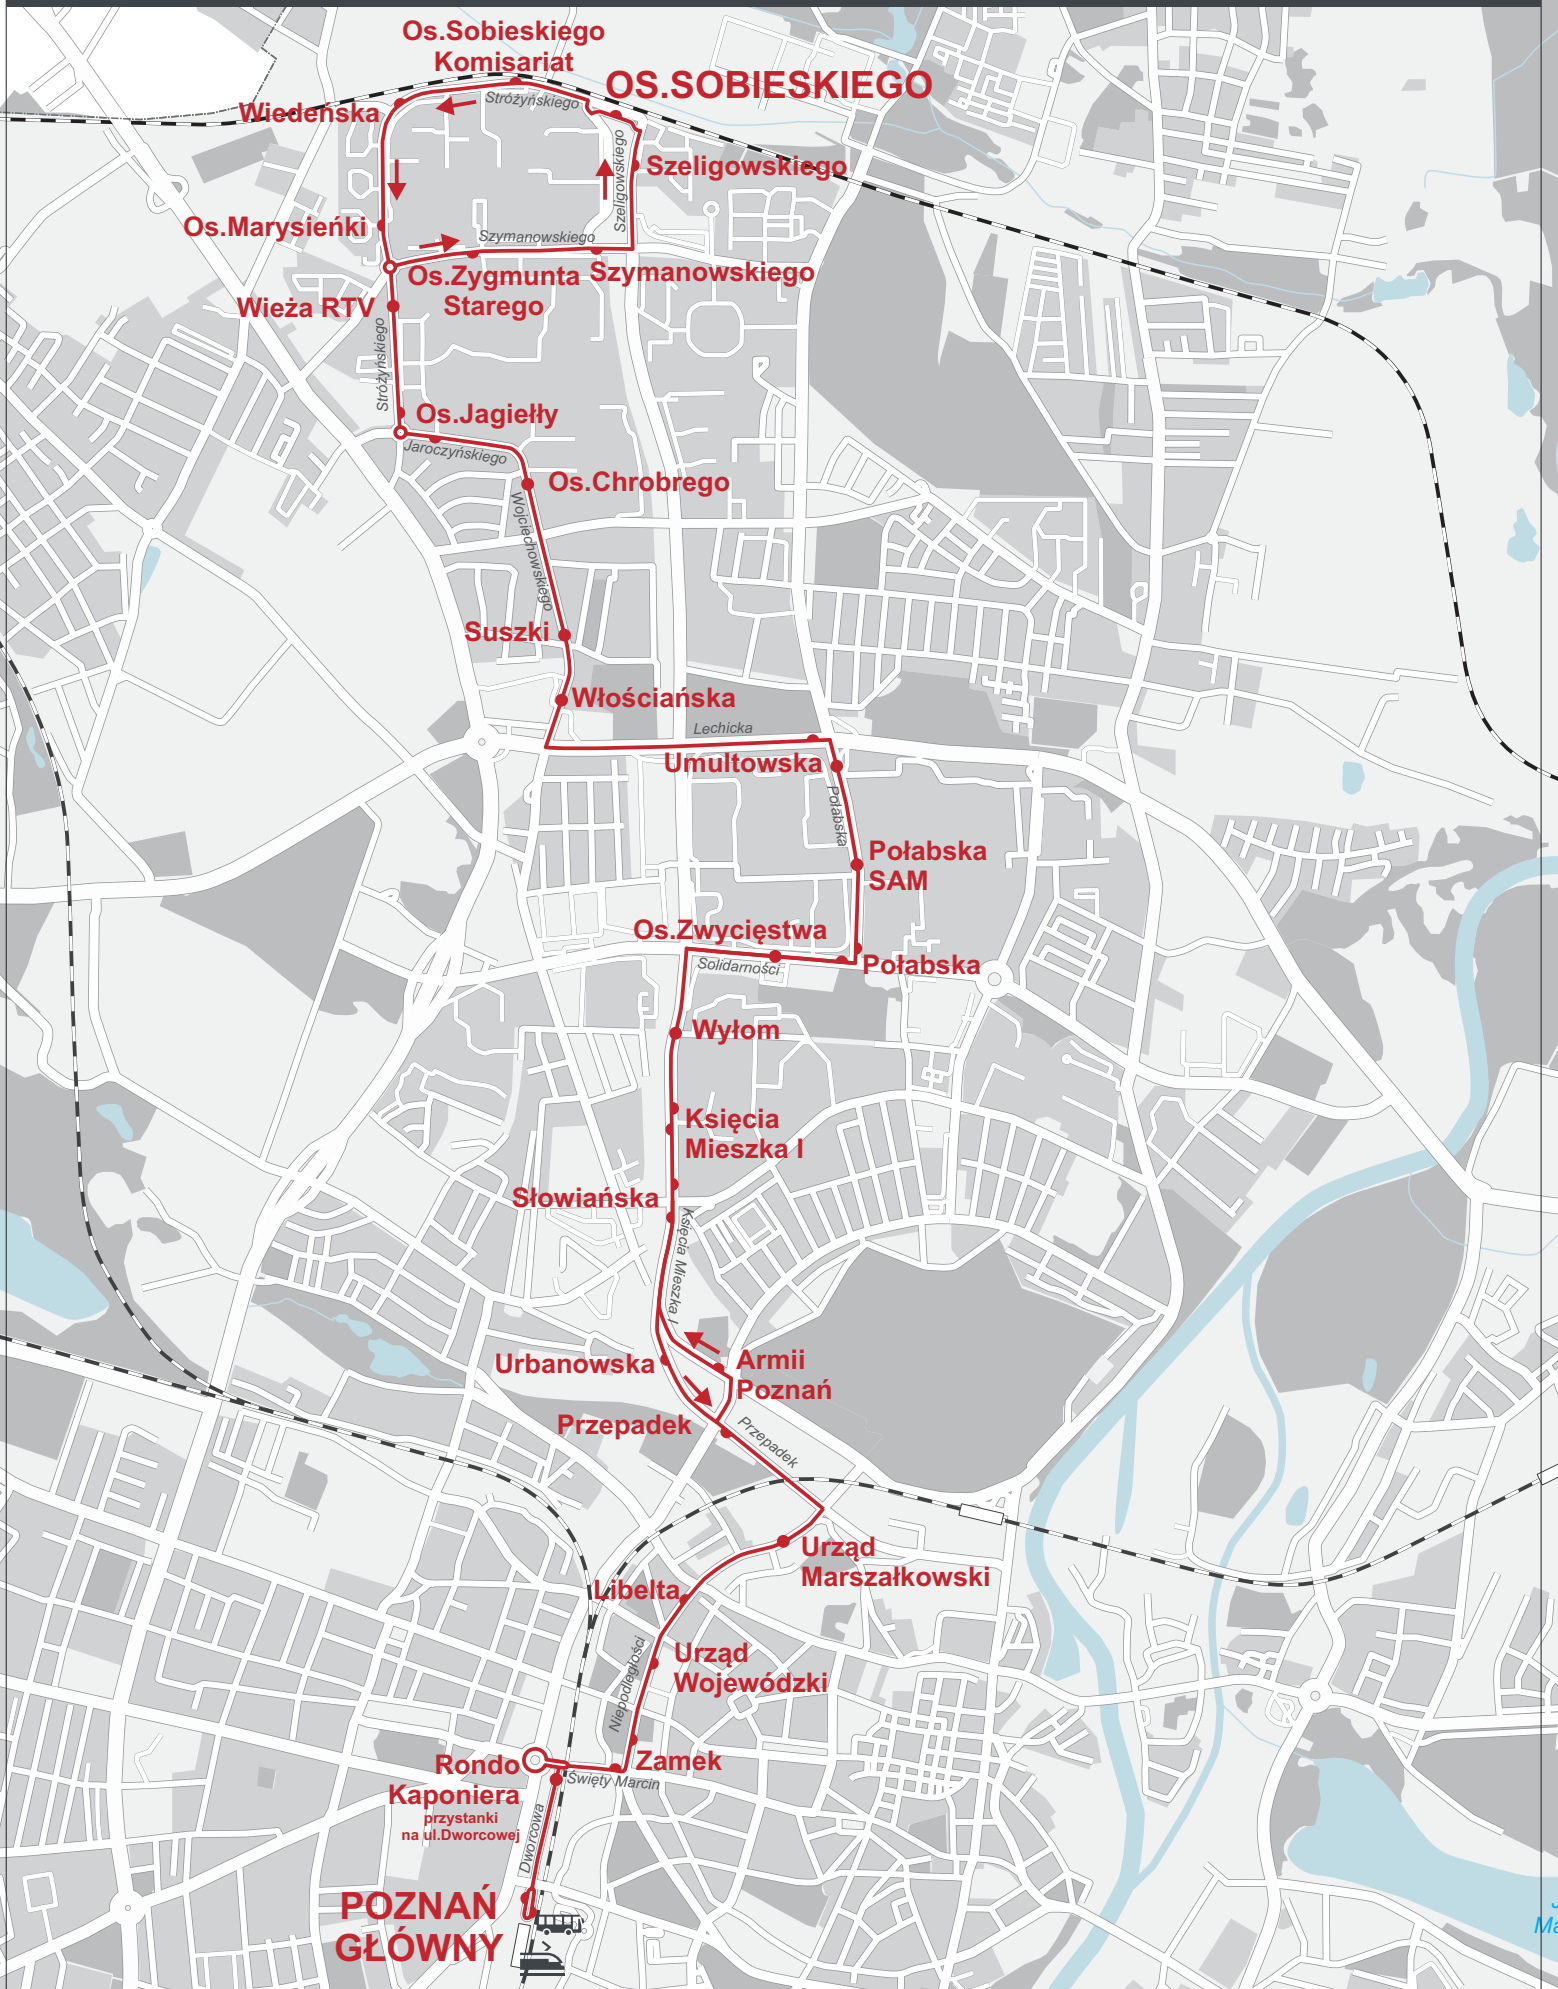 Os.Sobieskiego
Komisariat
OS.SOBIESKIEGO
Stróżyńskiego
Wiedeńska
Szeligowskiego
Szeligowskiego
Os.Marysieńki
Szymanowskiego
Os.Zygmunta
Starego
Szymanowskiego
Wieża RTV
Stróżyńskiego
Os.Jagiełły
Jaroczyńskiego
Os.Chrobrego
Wojciechowskiego
Suszki
Włościańska
Lechicka
Umultowska
Połabska
Połabska
SAM
Os.Zwycięstwa
Solidarności
Połabska
Wyłom
Księcia
Mieszka I
Słowiańska
Księcia Mieszka I
Urbanowska
Armii
Poznań
Przepadek
Przepadek
Urząd
Marszałkowski
Libelta
Niepodległości
Urząd
Wojewódzki
Rondo
Kaponiera
przystanki
na ul.Dworcowej
Zamek
Święty Marcin
Dworcowa
POZNAŃ
GŁÓWNY
J
Ma